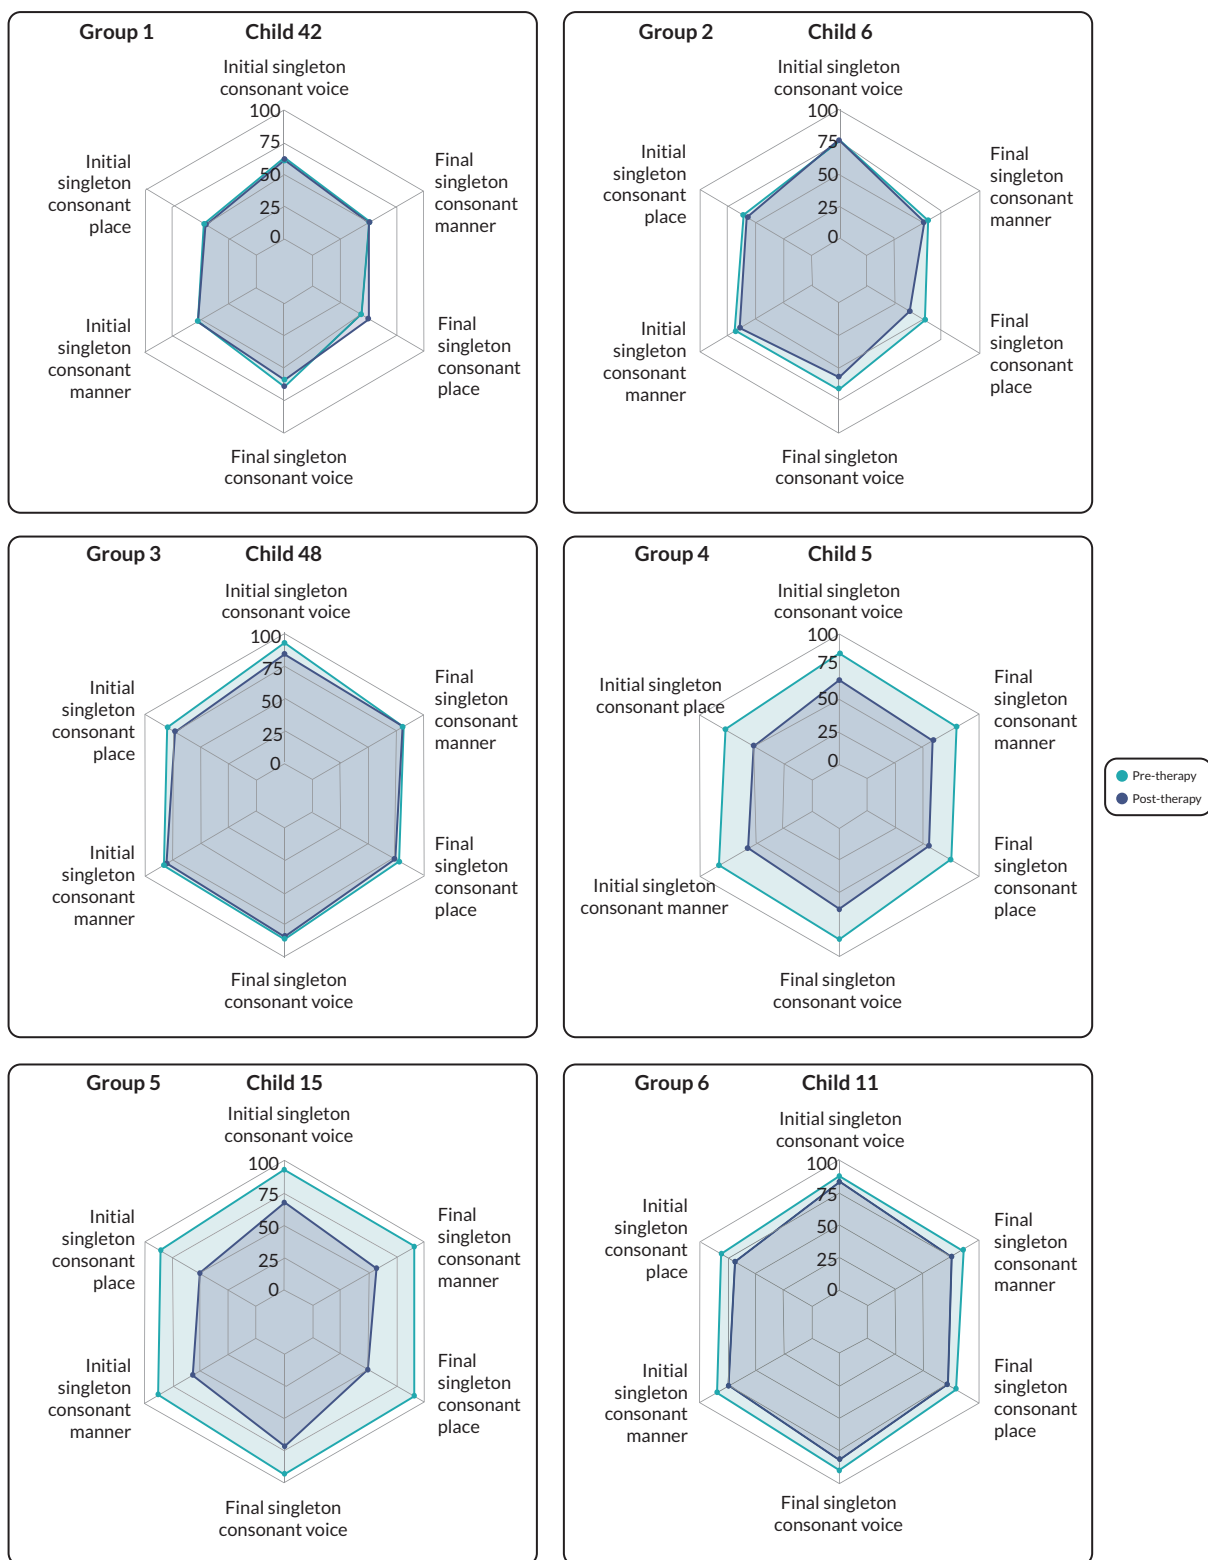 Group 1
Child 42
Initial singleton
consonant voice
100
75
50
25
0
Initial
singleton
consonant
place
Final
singleton
consonant
manner
Initial
singleton
consonant
manner
Final
singleton
consonant
place
Final singleton
consonant voice
Group 2
Child 6
Initial singleton
consonant voice
100
75
50
25
0
Initial
singleton
consonant
place
Final
singleton
consonant
manner
Initial
singleton
consonant
manner
Final
singleton
consonant
place
Final singleton
consonant voice
Group 3
Child 48
Initial singleton
consonant voice
100
75
50
25
0
Initial
singleton
consonant
place
Final
singleton
consonant
manner
Initial
singleton
consonant
manner
Final
singleton
consonant
place
Final singleton
consonant voice
Group 4
Child 5
Initial singleton
consonant voice
100
75
50
25
0
Initial singleton
consonant place
Final
singleton
consonant
manner
Initial singleton
consonant manner
Final
singleton
consonant
place
Final singleton
consonant voice
Pre-therapy
Post-therapy
Group 5
Child 15
Initial singleton
consonant voice
100
75
50
25
0
Initial
singleton
consonant
place
Final
singleton
consonant
manner
Initial
singleton
consonant
manner
Final
singleton
consonant
place
Final singleton
consonant voice
Group 6
Child 11
Initial singleton
consonant voice
100
75
50
25
0
Initial
singleton
consonant
place
Final
singleton
consonant
manner
Initial
singleton
consonant
manner
Final
singleton
consonant
place
Final singleton
consonant voice